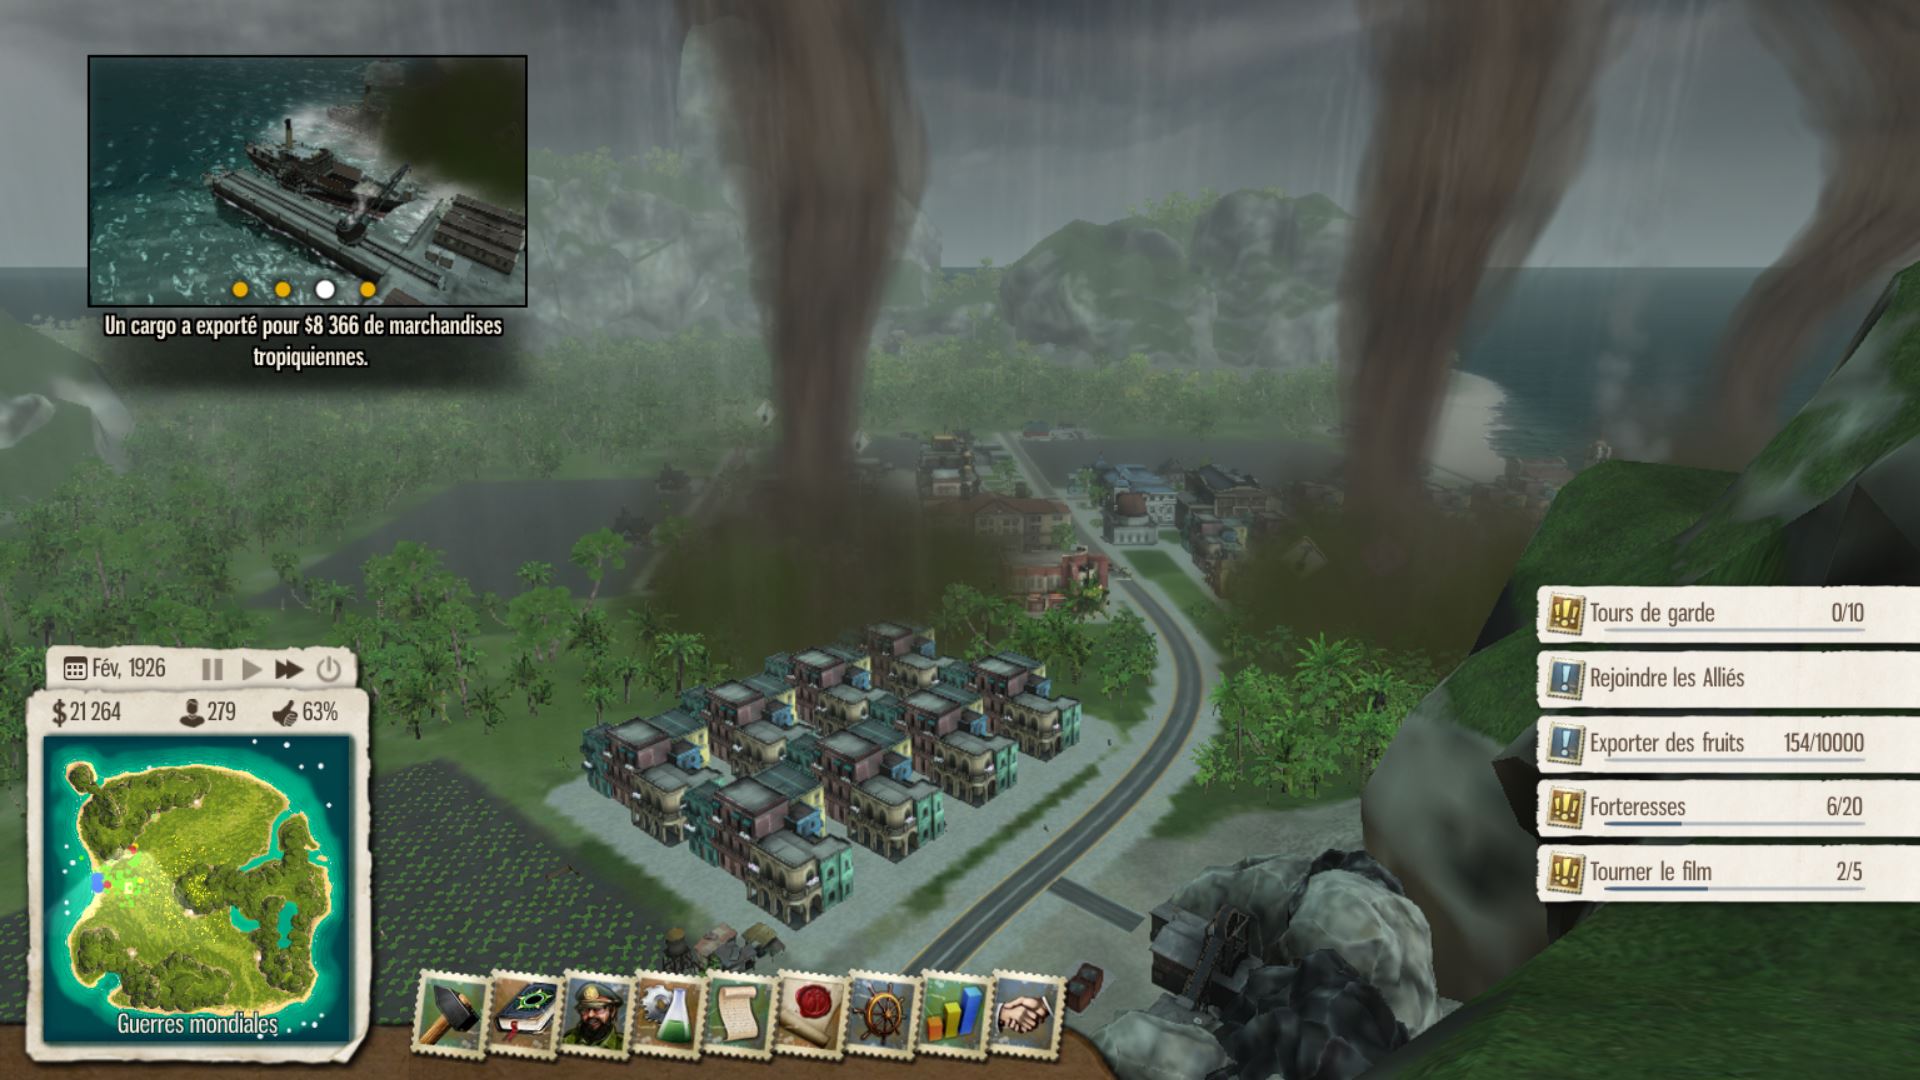 Un cargo a exporté pour $8 366 de marchandises
tropiquiennes.
Fév, 1926
$ 21 264
279
63%
Guerres mondiales
Tours de garde 0/10
Rejoindre les Alliés
Exporter des fruits 154/10000
Forteresses 6/20
Tourner le film 2/5